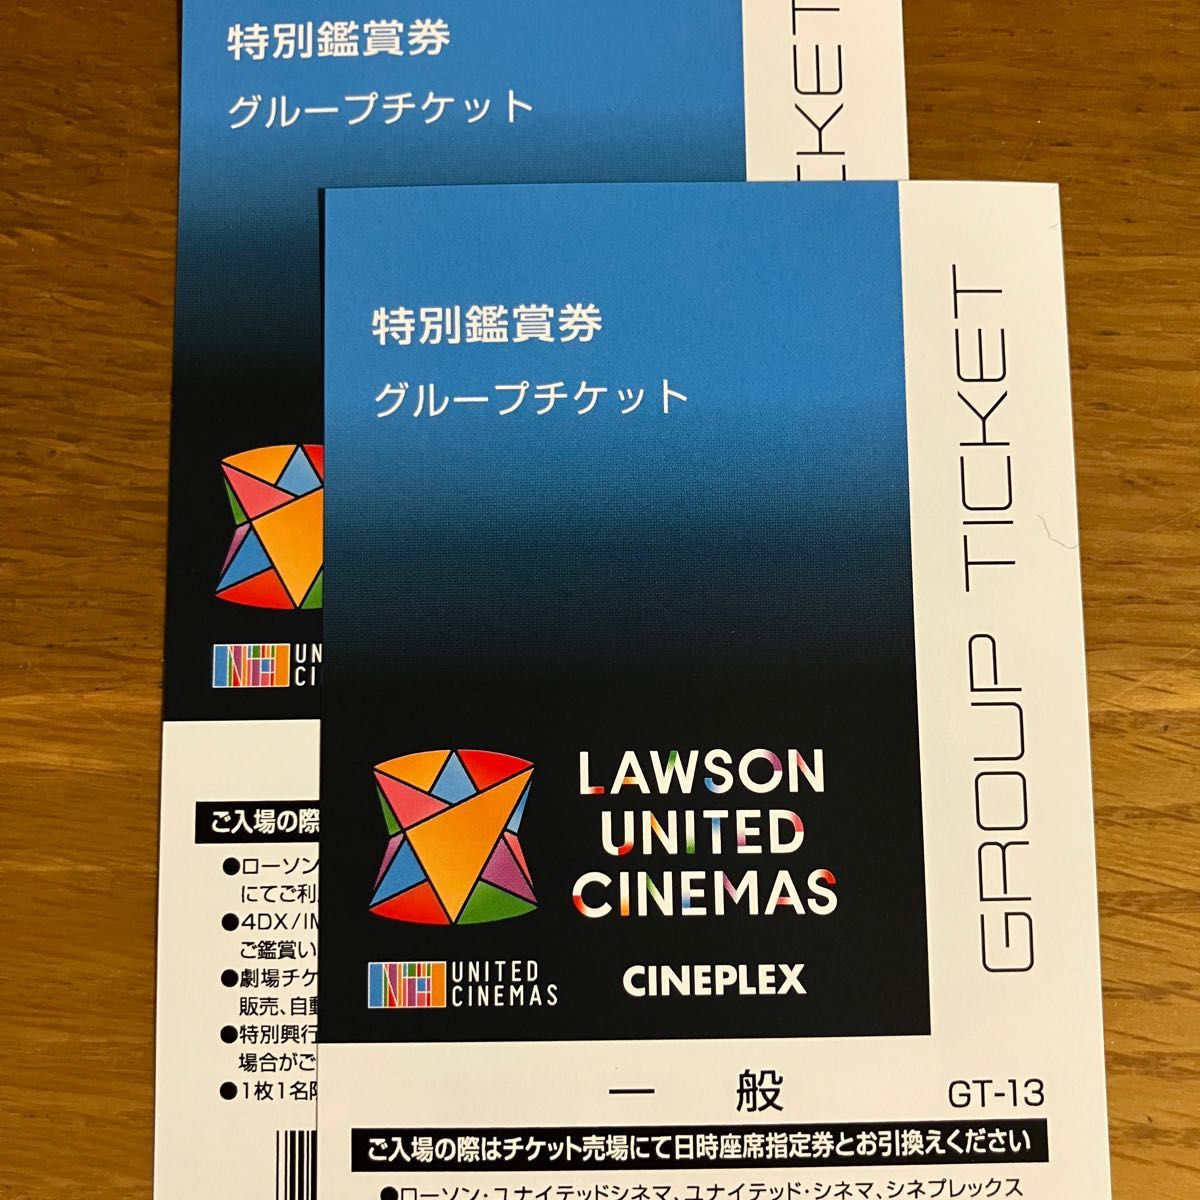 特別鑑賞券
グループチケット
CKET
UN
CI
ご入場の際
●ローソン
にてご利
●4DX/IM
ご鑑賞い
●劇場チケ
販売、自動
●特別興行
場合がご
●1枚1名
特別鑑賞券
グループチケット
GROUP TICKET
LAWSON
UNITED
CINEMAS
UNITED
CINEMAS
CINEPLEX
一般
GT-13
ご入場の際はチケット売場にて日時座席指定券とお引換えください
●ローソン・ユナイテッドシネマ、ユナイテッド・シネマ、シネプレックス